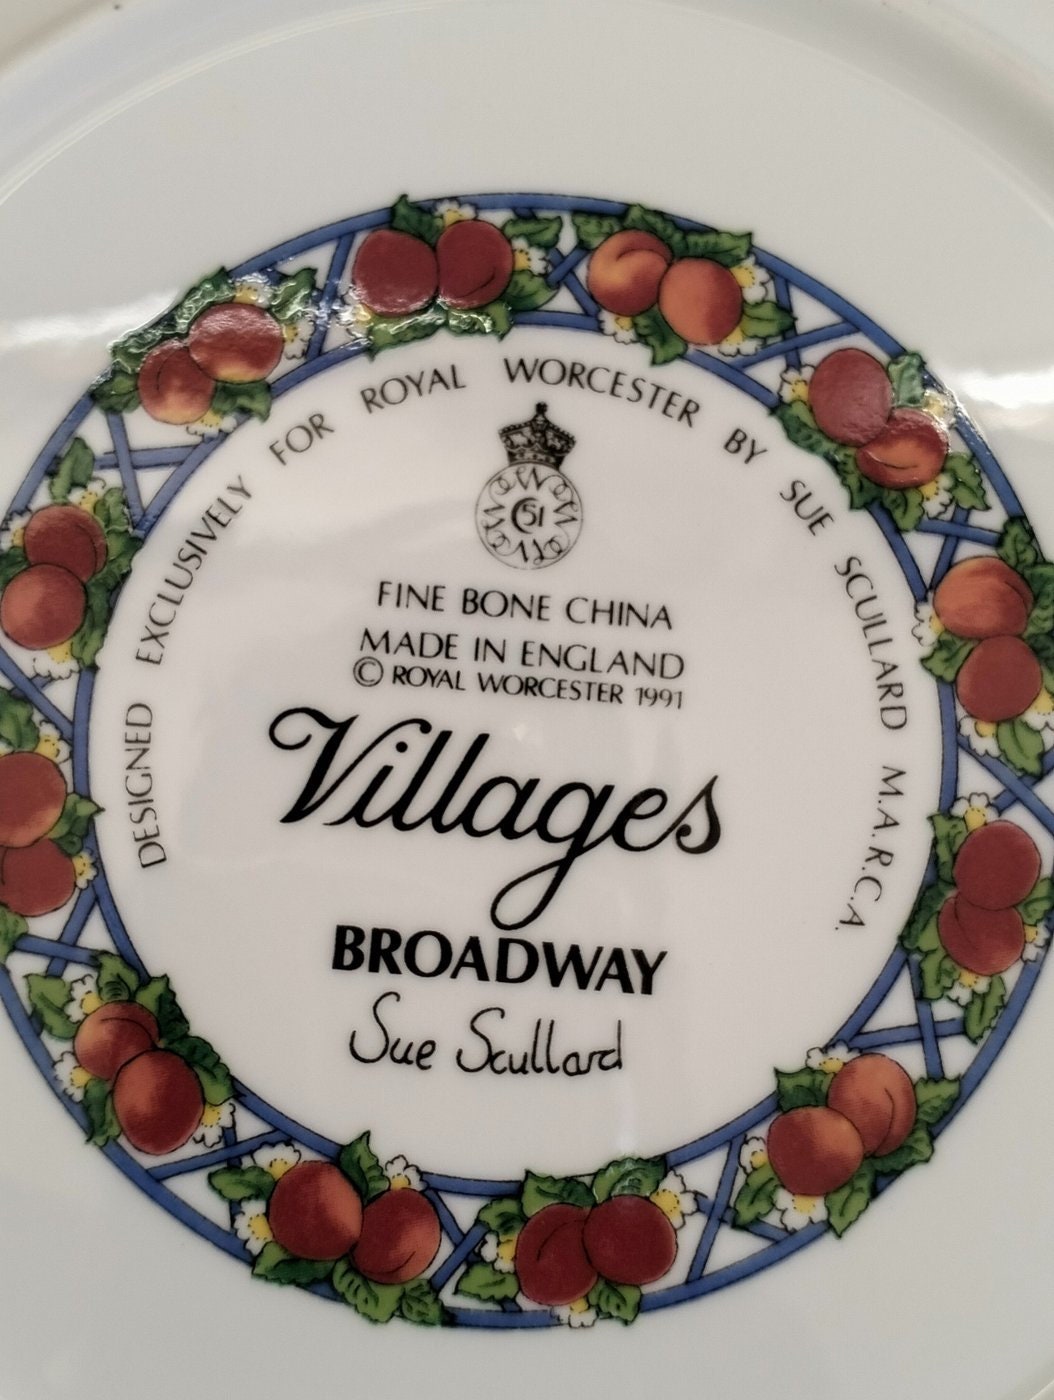 DESIGNED EXCLUSIVELY FOR ROYAL WORCESTER BY SUE SCULLARD M.A.R.C.A.
51
FINE BONE CHINA
MADE IN ENGLAND
© ROYAL WORCESTER 1991
Villages
BROADWAY
Sue Scullard